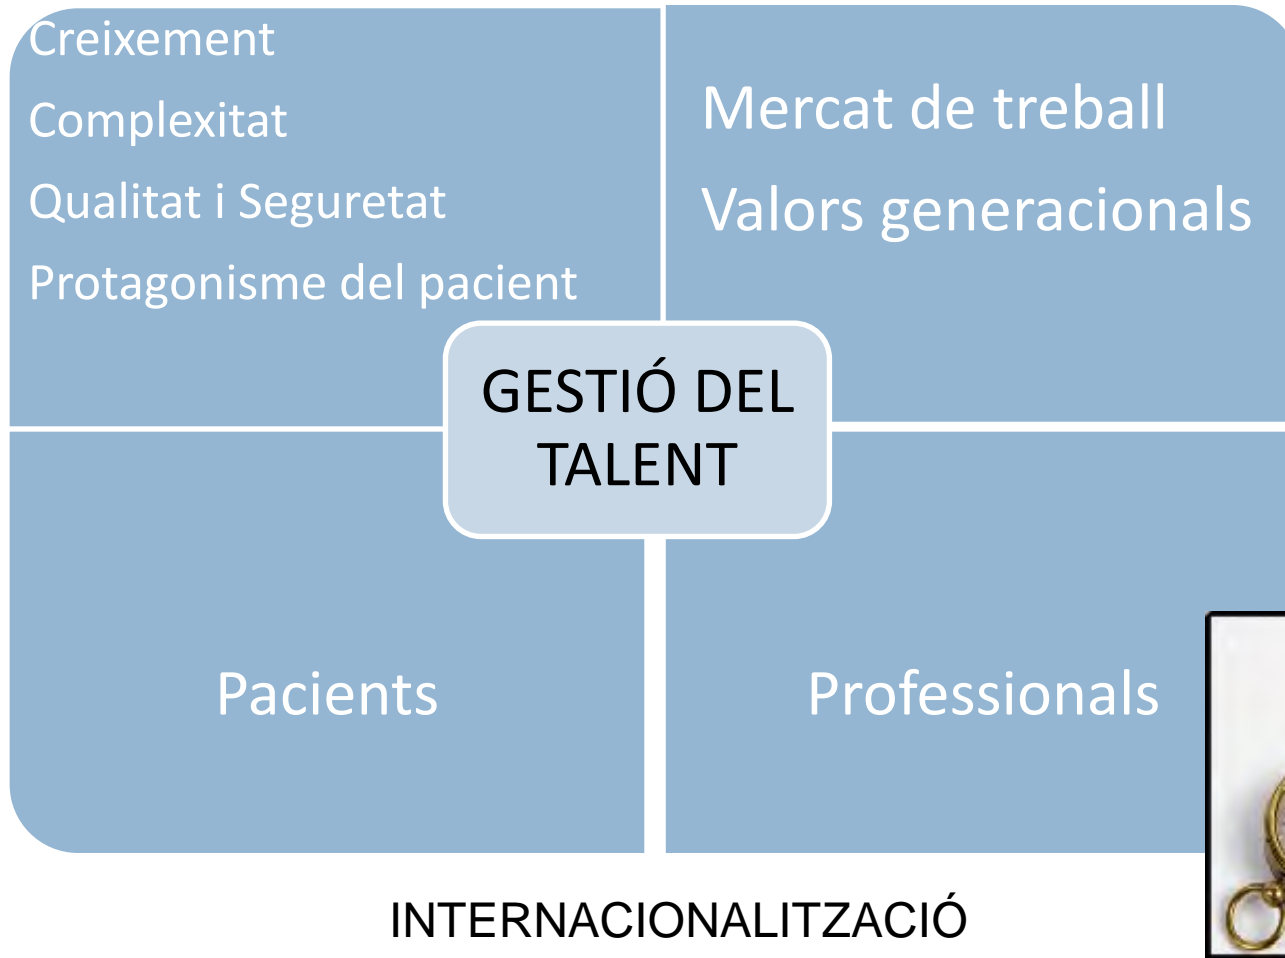 Creixement
Complexitat
Qualitat i Seguretat
Protagonisme del pacient
Mercat de treball
Valors generacionals
GESTIÓ DEL
TALENT
Pacients
Professionals
INTERNACIONALITZACIÓ